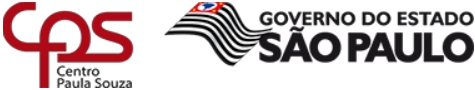 CPS
Centro
Paula Souza
GOVERNO DO ESTADO
SÃO PAULO